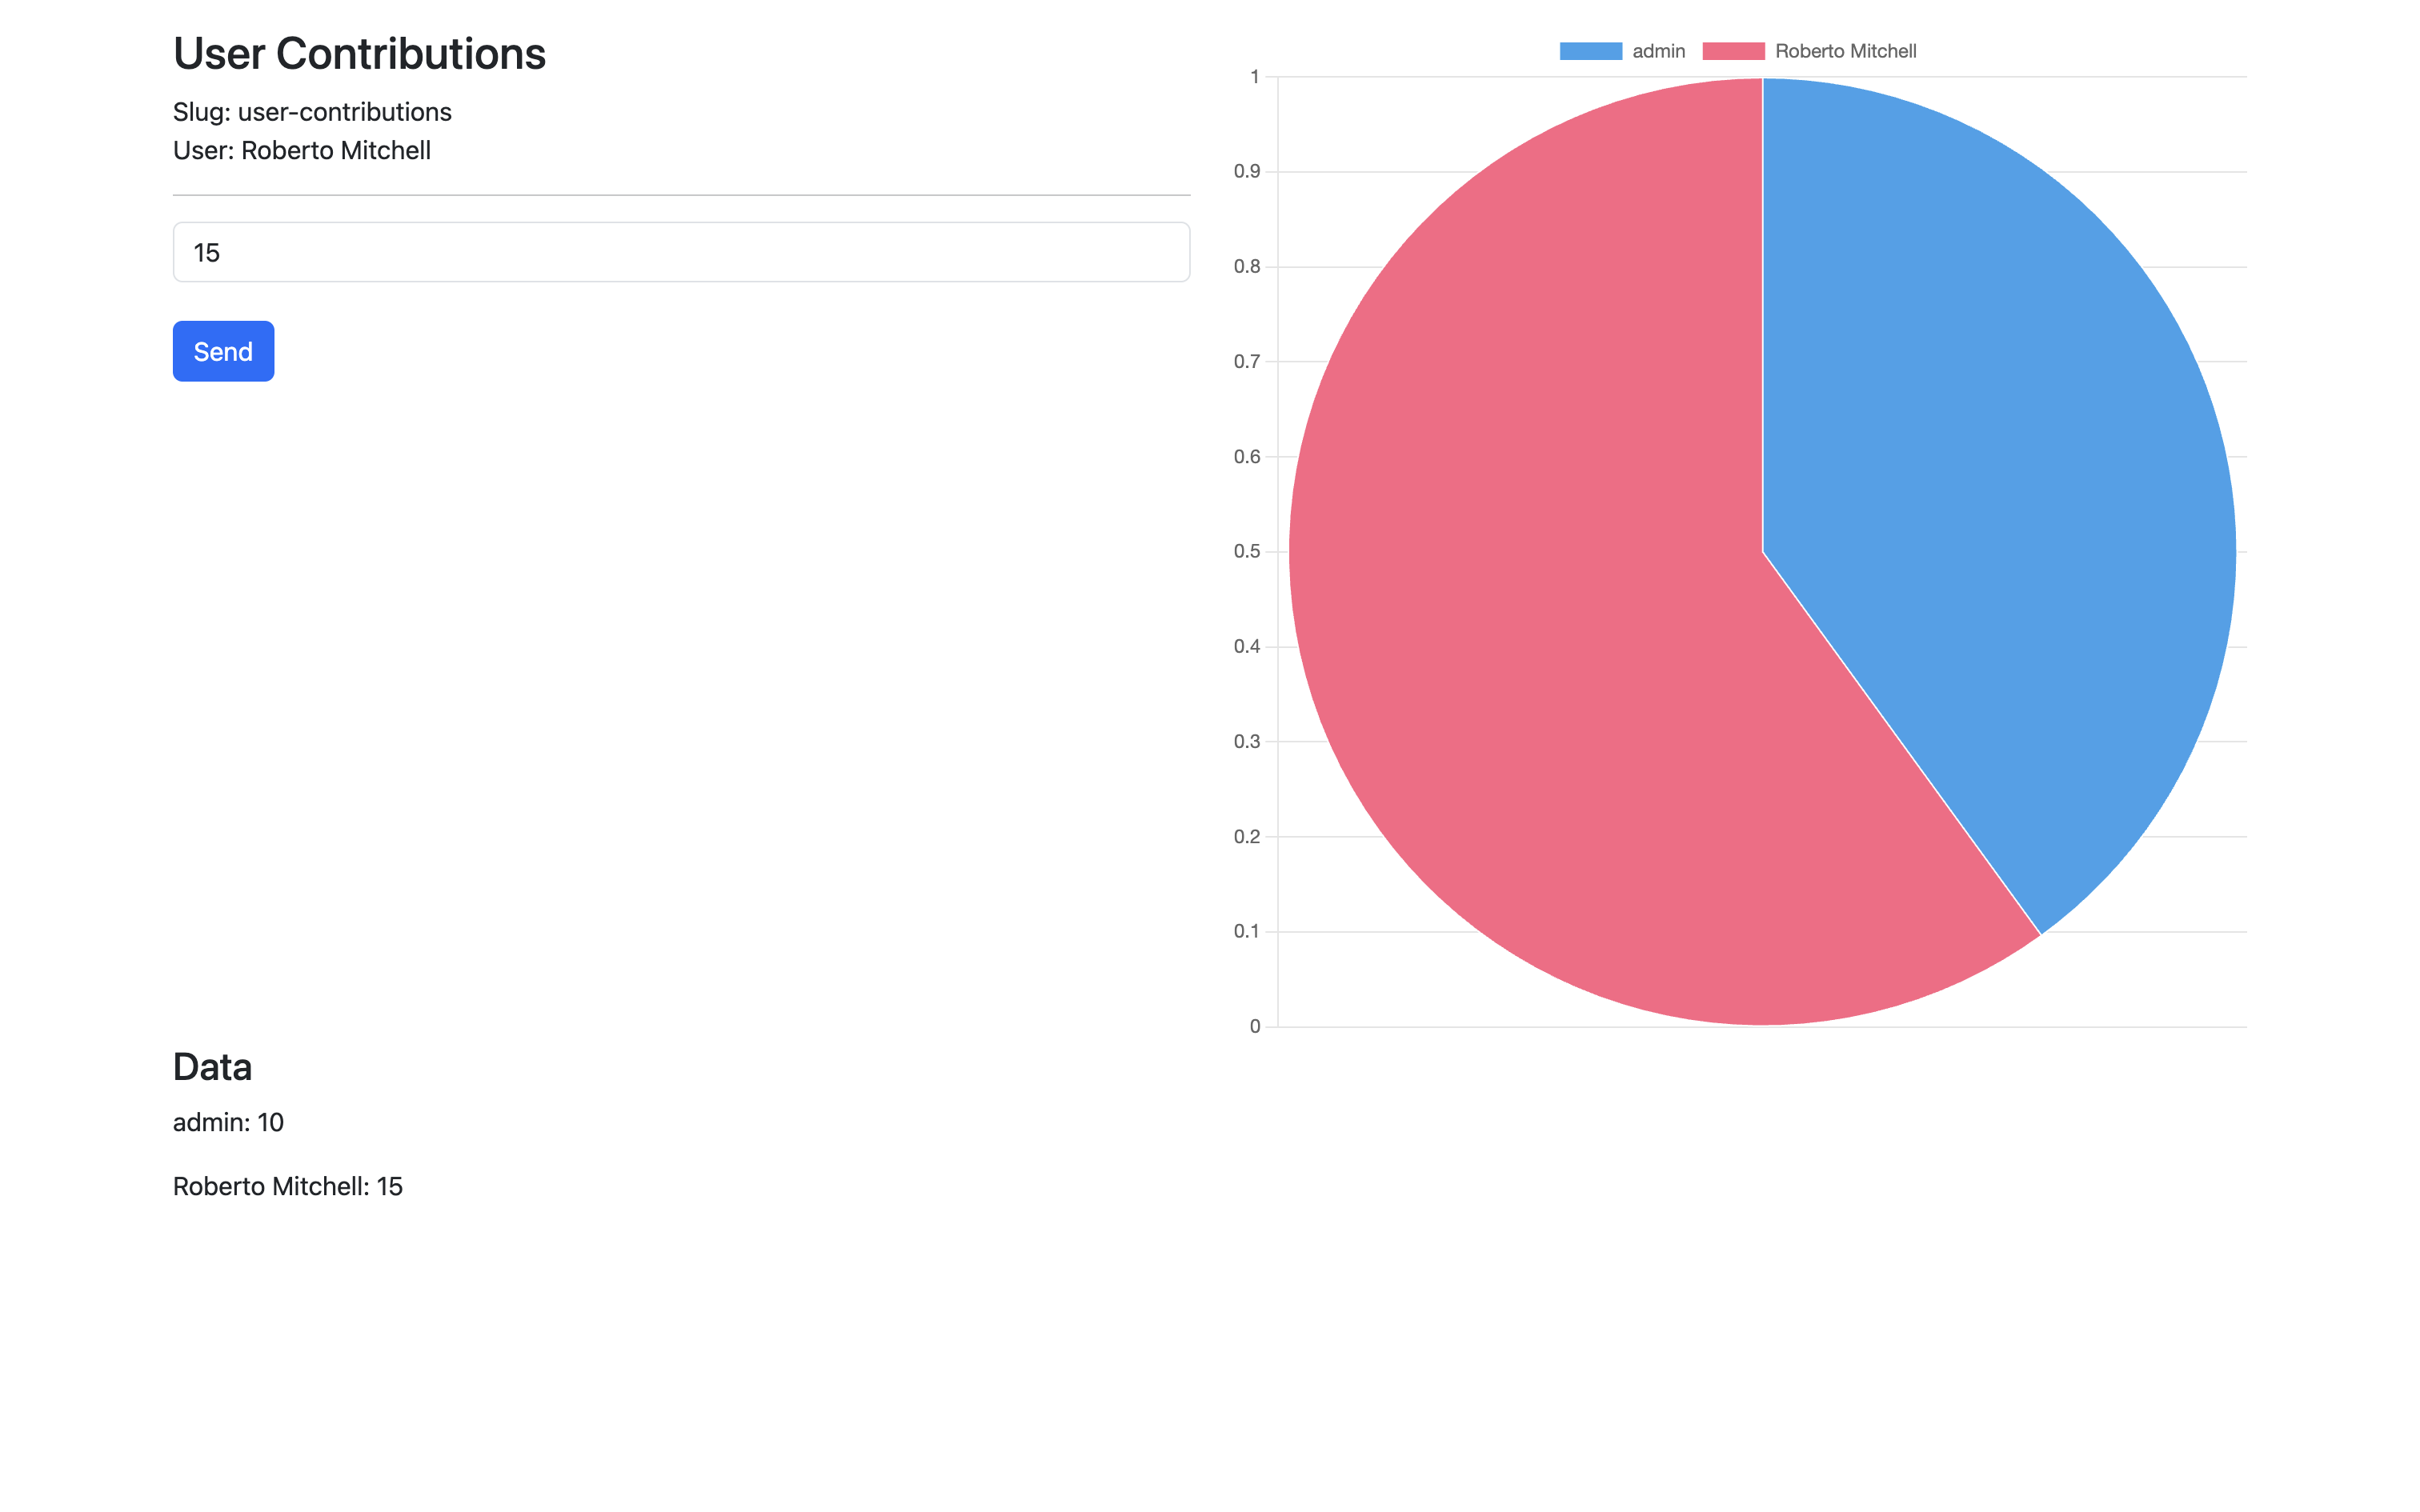 User Contributions
Slug: user-contributions
User: Roberto Mitchell
15
Send
admin Roberto Mitchell
1
0.9
0.8
0.7
0.6
0.5
0.4
0.3
0.2
0.1
0
Data
admin: 10
Roberto Mitchell: 15